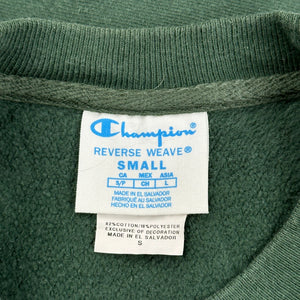 Champion
REVERSE WEAVE®
SMALL
CA MEX ASIA
S/P CH L
MADE IN EL SALVADOR
FABRIQUÉ AU SALVADOR
HECHO EN EL SALVADOR
82%COTTON/18%POLYESTER
EXCLUSIVE OF DECORATION
MADE IN EL SALVADOR
S